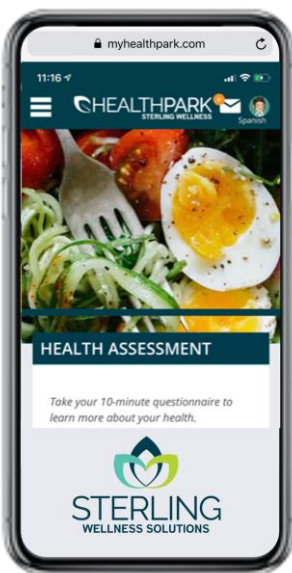 myhealthpark.com
11:16
HEALTHPARK
STERLING WELLNESS
Spanish
HEALTH ASSESSMENT
Take your 10-minute questionnaire to
learn more about your health.
STERLING
WELLNESS SOLUTIONS